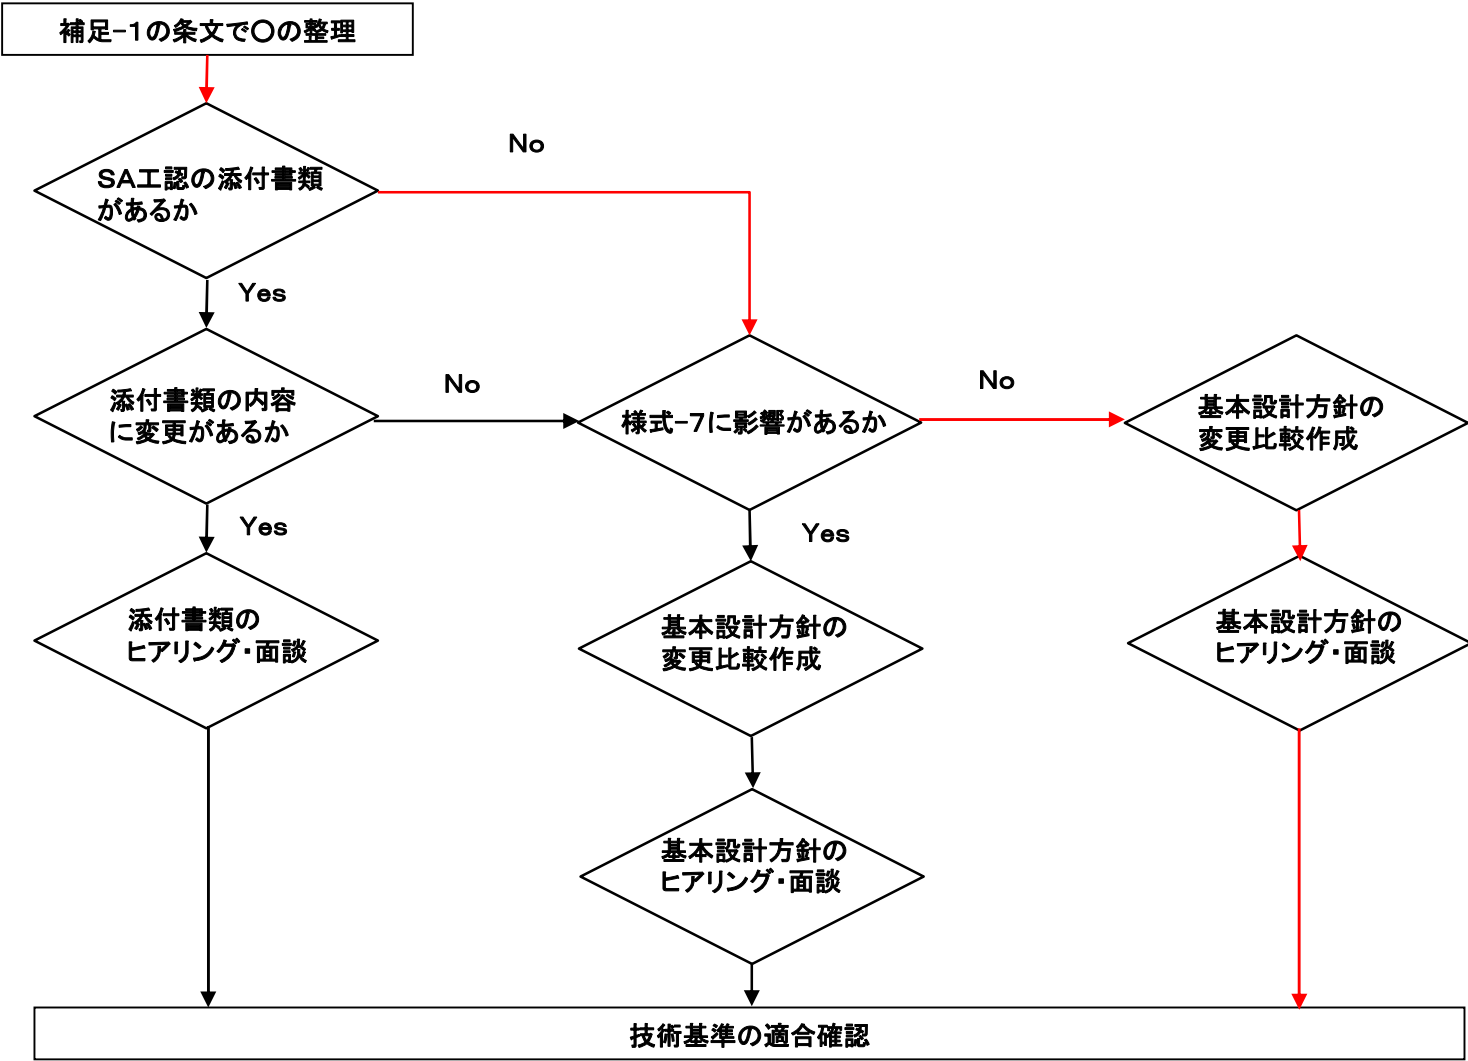 補足-1の条文で○の整理
No
SA工認の添付書類
があるか
Yes
添付書類の内容
に変更があるか
No
様式-7に影響があるか
No
基本設計方針の
変更比較作成
Yes
Yes
添付書類の
ヒアリング・面談
基本設計方針の
変更比較作成
基本設計方針の
ヒアリング・面談
基本設計方針の
ヒアリング・面談
技術基準の適合確認